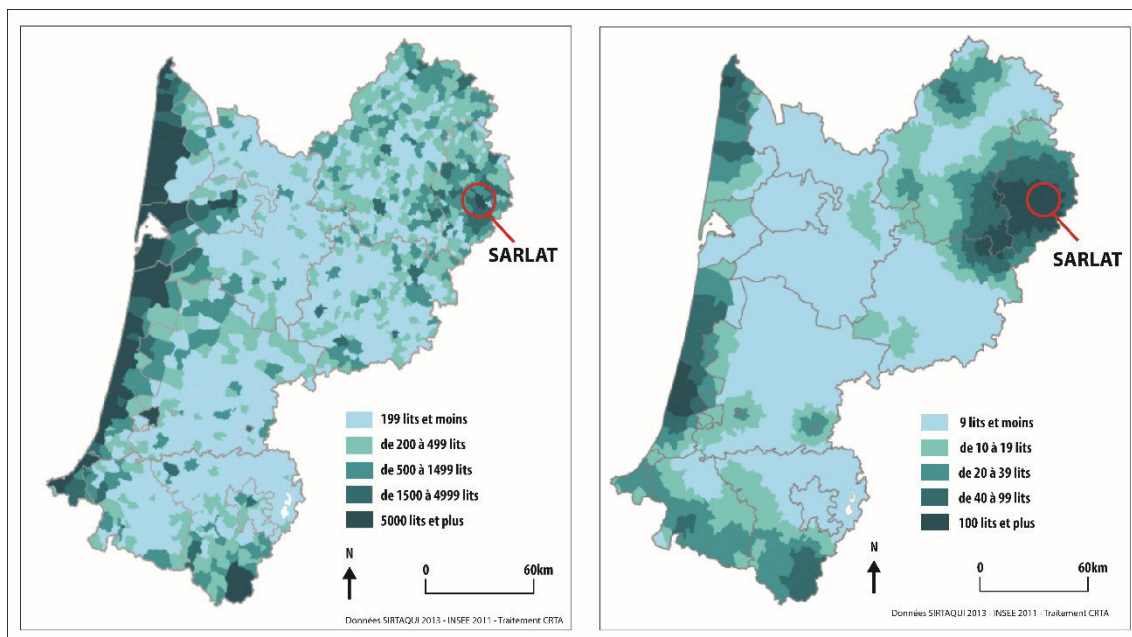 SARLAT
199 lits et moins
de 200 à 499 lits
de 500 à 1499 lits
de 1500 à 4999 lits
5000 lits et plus
N
0 60km
Données SIRTAQUI 2013 - INSEE 2011 - Traitement CRTA
SARLAT
9 lits et moins
de 10 à 19 lits
de 20 à 39 lits
de 40 à 99 lits
100 lits et plus
N
0 60km
Données SIRTAQUI 2013 - INSEE 2011 - Traitement CRTA